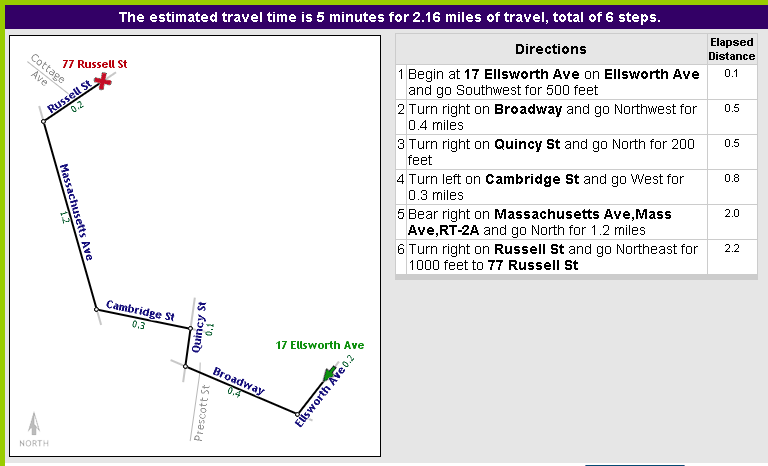 The estimated travel time is 5 minutes for 2.16 miles of travel, total of 6 steps.
Cottage
Ave
77 Russell St
Russell St
0.2
Massachusetts Ave
1.2
Cambridge St
0.3
Quincy St
0.1
17 Ellsworth Ave
0.2
Ellsworth Ave
Broadway
0.4
Prescott St
NORTH
Directions
Elapsed
Distance
1 Begin at 17 Ellsworth Ave on Ellsworth Ave 0.1
and go Southwest for 500 feet
2 Turn right on Broadway and go Northwest for 0.5
0.4 miles
3 Turn right on Quincy St and go North for 200 0.5
feet
4 Turn left on Cambridge St and go West for 0.8
0.3 miles
5 Bear right on Massachusetts Ave,Mass 2.0
Ave,RT-2A and go North for 1.2 miles
6 Turn right on Russell St and go Northeast for 2.2
1000 feet to 77 Russell St